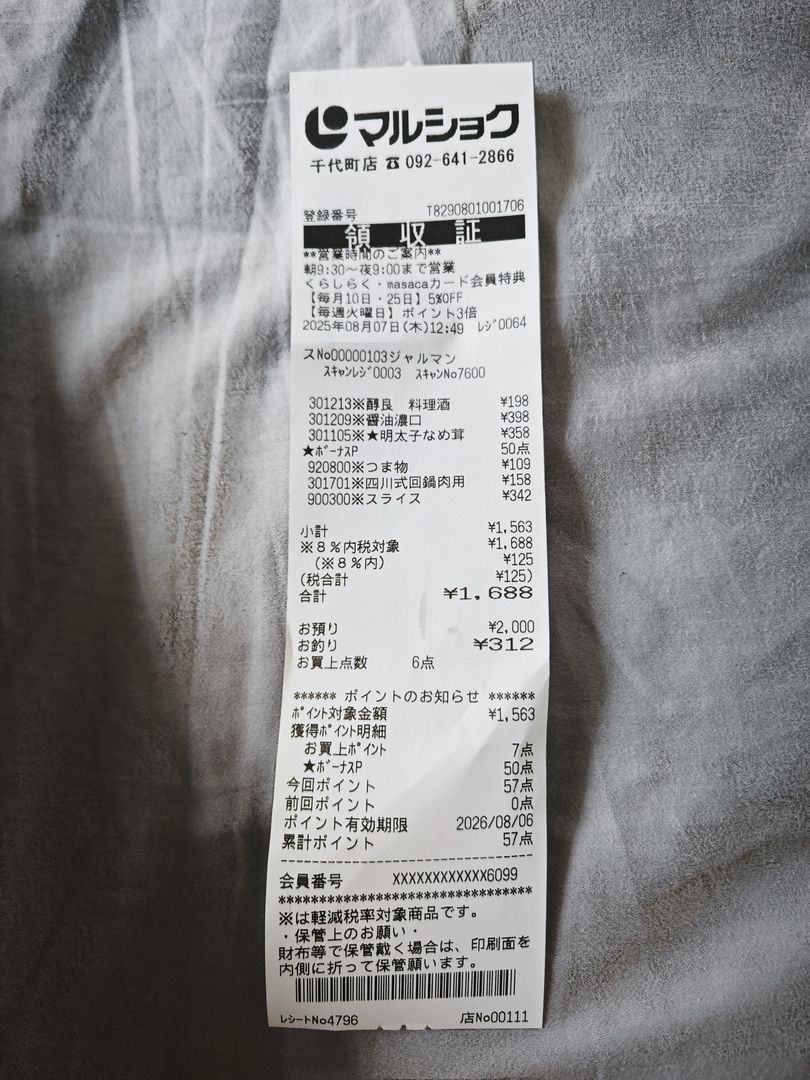 マルショク
千代町店 ☎ 092-641-2866
登録番号 T8290801001706
領収証
**営業時間のご案内**
朝9:30~夜9:00まで営業
くらしらく・masacaカード会員特典
【毎月10日・25日】5%OFF
【毎週火曜日】ポイント3倍
2025年08月07日(木)12:49 レジ0064
スNo00000103ジャルマン
スキャンレジ0003 スキャンNo7600
301213※醇良 料理酒 ¥198
301209※醤油濃口 ¥398
301105※★明太子なめ茸 ¥358
★ボーナスP 50点
920800※つま物 ¥109
301701※四川式回鍋肉用 ¥158
900300※スライス ¥342
小計 ¥1,563
※8%内税対象 ¥1,688
(※8%内) ¥125
(税合計 ¥125)
合計 ¥1,688
お預り ¥2,000
お釣り ¥312
お買上点数 6点
****** ポイントのお知らせ ******
ポイント対象金額 ¥1,563
獲得ポイント明細
お買上ポイント 7点
★ボーナスP 50点
今回ポイント 57点
前回ポイント 0点
ポイント有効期限 2026/08/06
累計ポイント 57点
会員番号 XXXXXXXXXXXX6099
※は軽減税率対象商品です。
・保管上のお願い・
財布等で保管戴く場合は、印刷面を
内側に折って保管願います。
レシートNo4796 店No00111